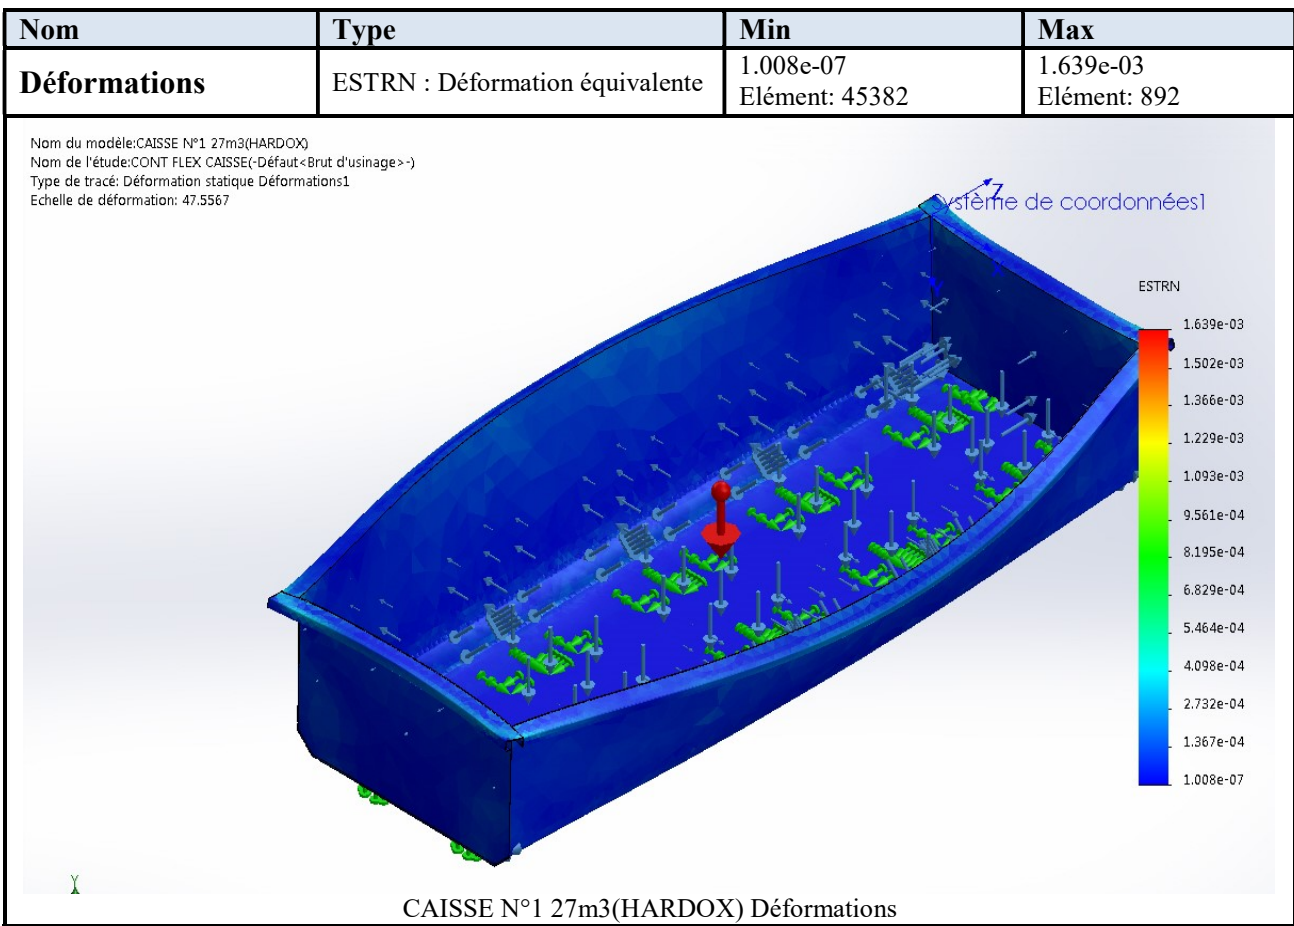 Nom Type Min Max
Déformations ESTRN : Déformation équivalente 1.008e-07 1.639e-03
Elément: 45382 Elément: 892
Nom du modèle:CAISSE N°1 27m3(HARDOX)
Nom de l'étude:CONT FLEX CAISSE(-Défaut<Brut d'usinage>-)
Type de tracé: Déformation statique Déformations1
Echelle de déformation: 47.5567
Z
Système de coordonnées1
X
Y
ESTRN
1.639e-03
1.502e-03
1.366e-03
1.229e-03
1.093e-03
9.561e-04
8.195e-04
6.829e-04
5.464e-04
4.098e-04
2.732e-04
1.367e-04
1.008e-07
Y
CAISSE N°1 27m3(HARDOX) Déformations